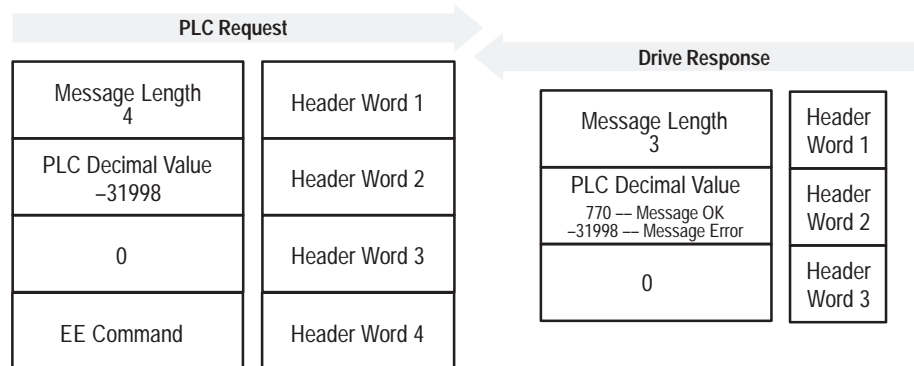 PLC Request
Message Length
4
Header Word 1
PLC Decimal Value
–31998
Header Word 2
0
Header Word 3
EE Command
Header Word 4
Drive Response
Message Length
3
Header
Word 1
PLC Decimal Value
770 –– Message OK
–31998 –– Message Error
Header
Word 2
0
Header
Word 3